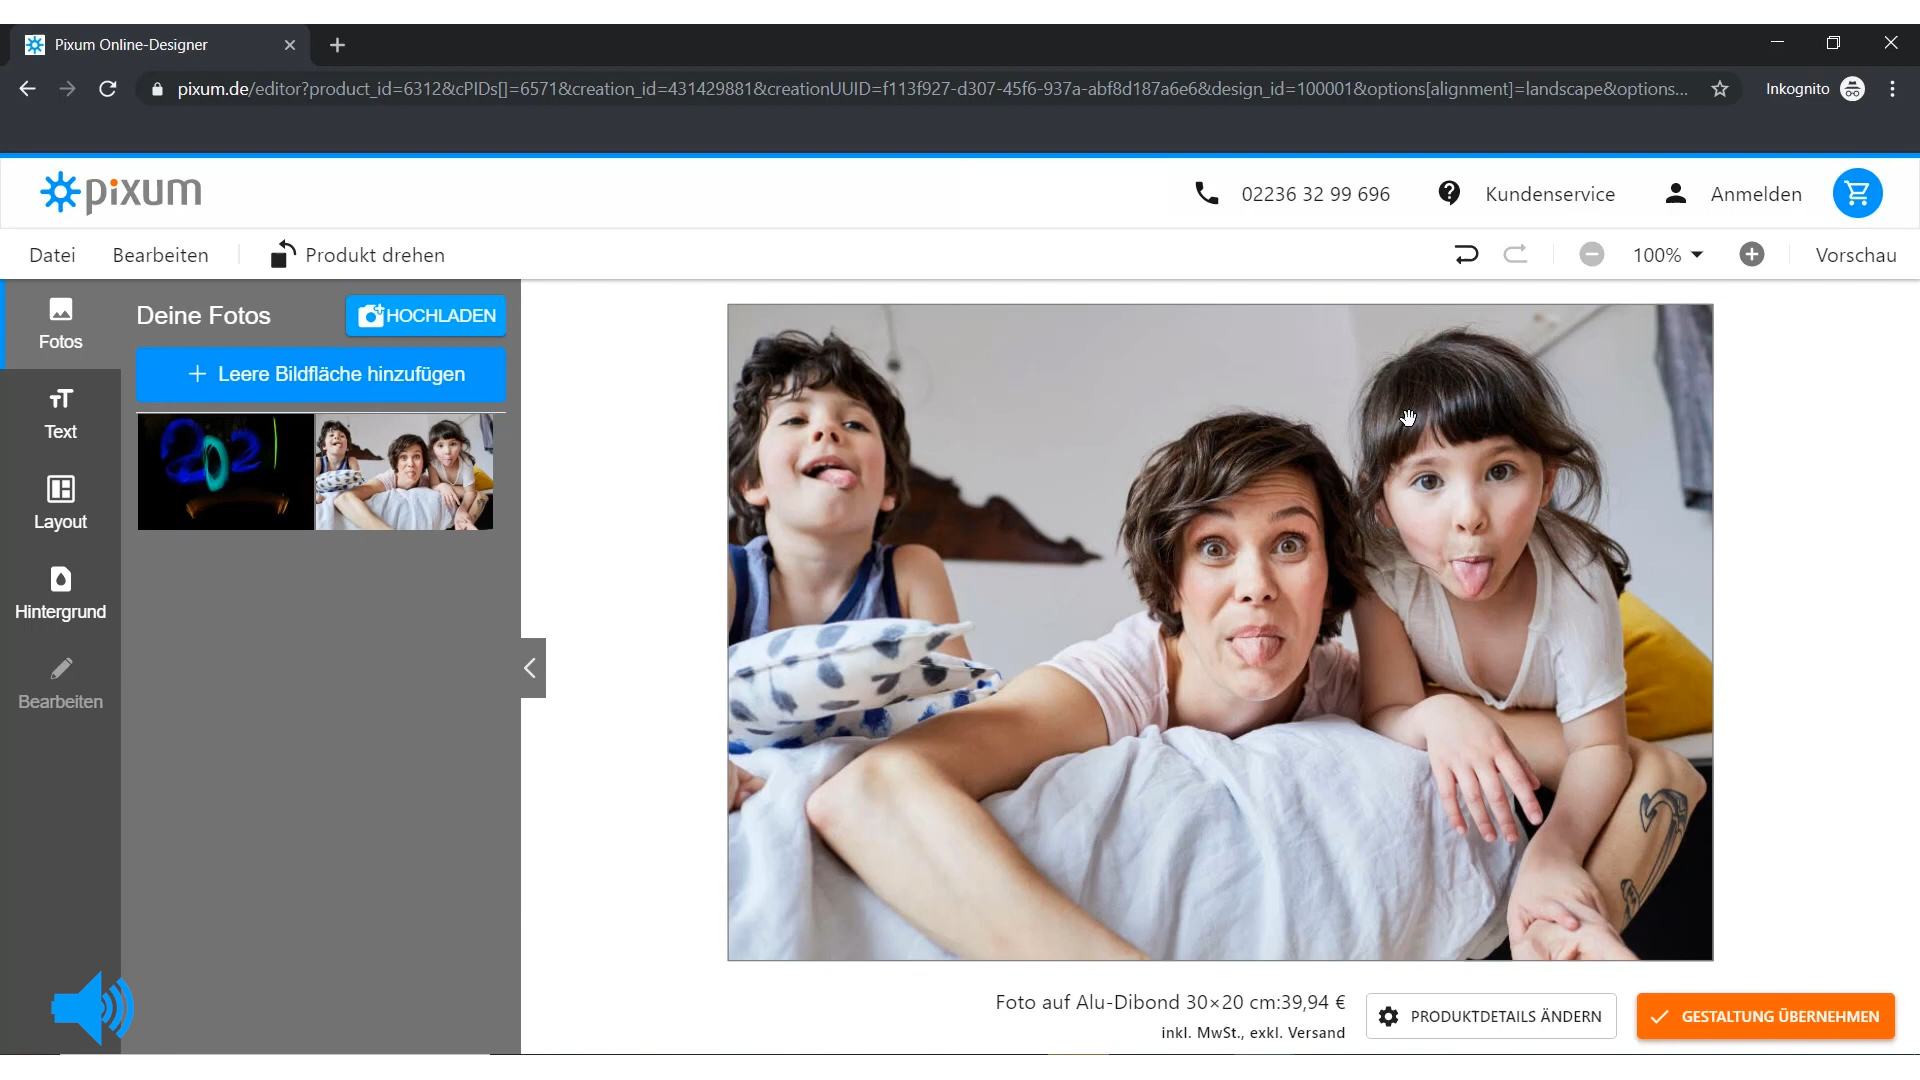 Pixum Online-Designer
pixum.de/editor?product_id=6312&cPIDs[]=6571&creation_id=431429881&creationUUID=f113f927-d307-45f6-937a-abf8d187a6e6&design_id=100001&options[alignment]=landscape&options...
Inkognito
pixum
02236 32 99 696
Kundenservice
Anmelden
Datei
Bearbeiten
Produkt drehen
100%
Vorschau
Fotos
Text
Layout
Hintergrund
Bearbeiten
Deine Fotos
HOCHLADEN
+ Leere Bildfläche hinzufügen
202
Foto auf Alu-Dibond 30×20 cm:39,94 €
inkl. MwSt., exkl. Versand
PRODUKTDETAILS ÄNDERN
GESTALTUNG ÜBERNEHMEN